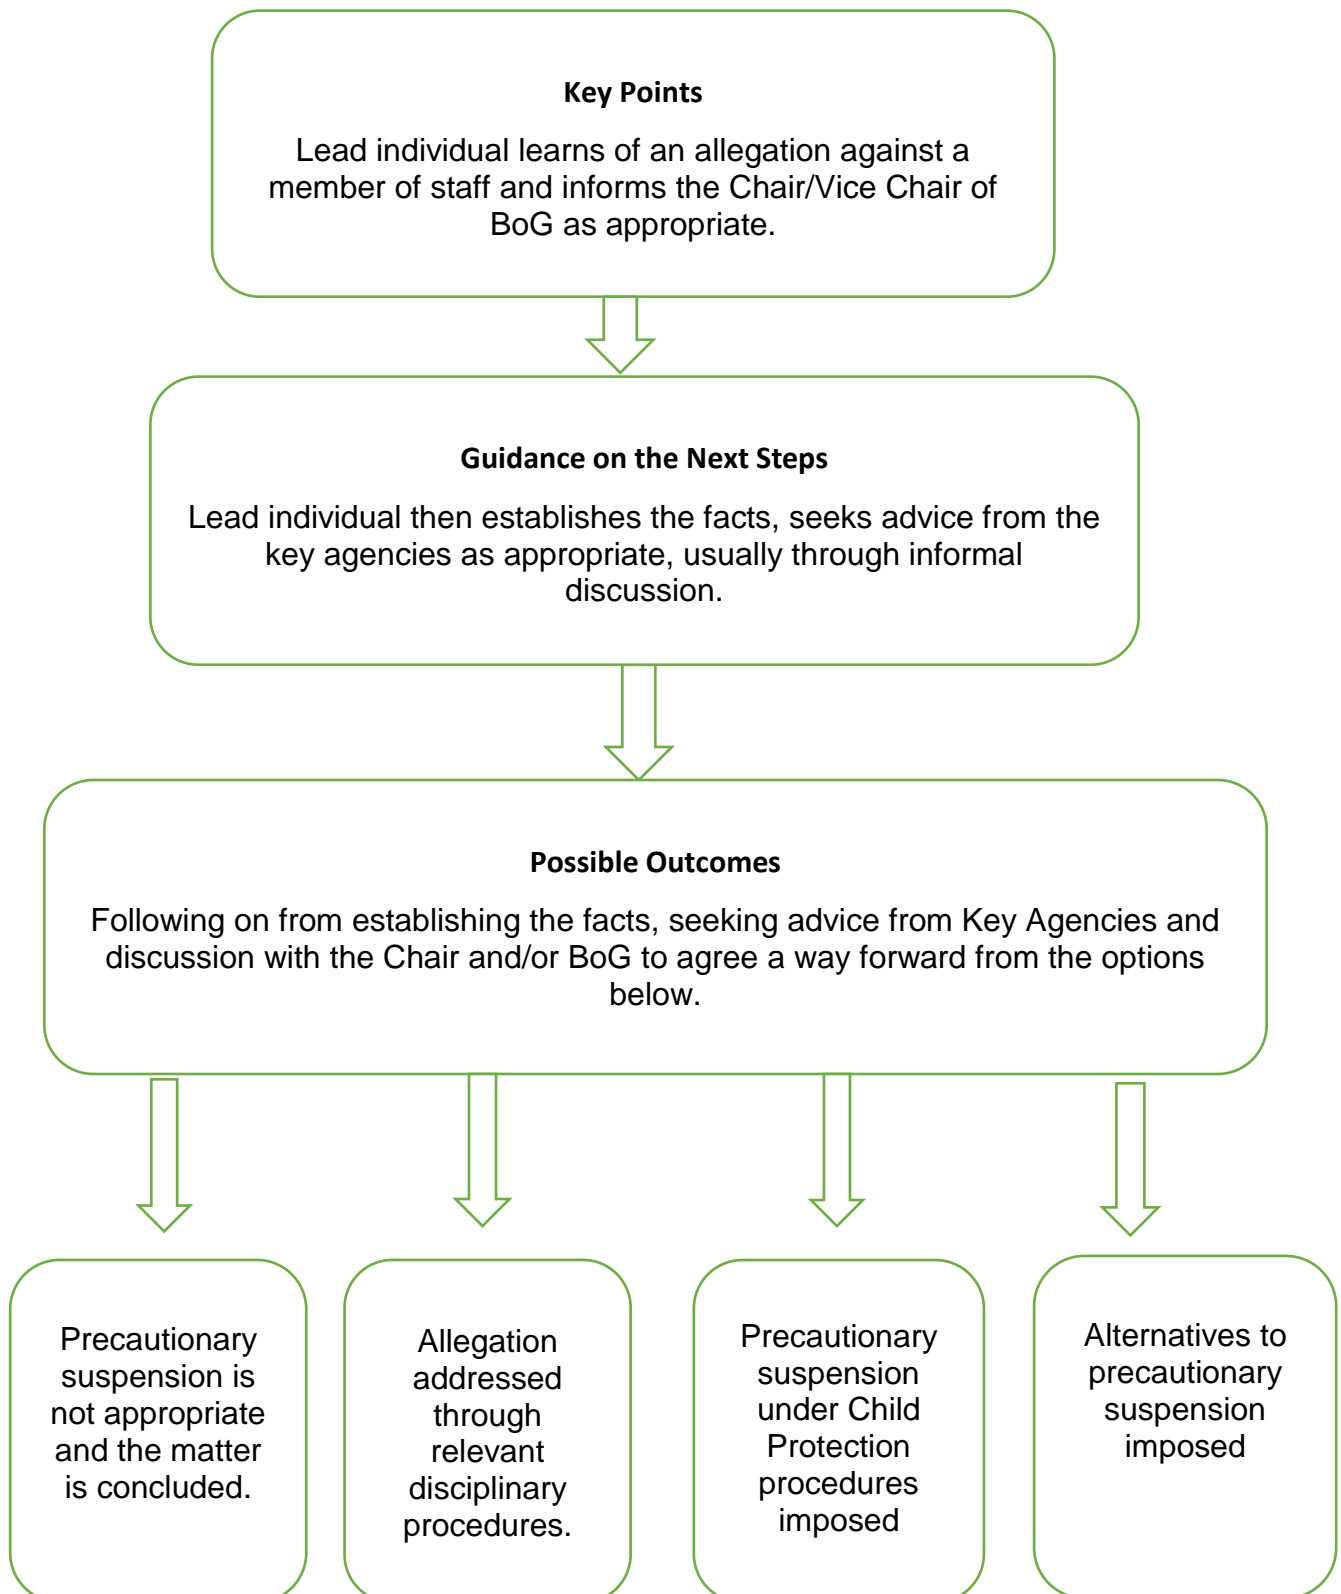 Key Points
Lead individual learns of an allegation against a
member of staff and informs the Chair/Vice Chair of
BoG as appropriate.
Guidance on the Next Steps
Lead individual then establishes the facts, seeks advice from the
key agencies as appropriate, usually through informal
discussion.
Possible Outcomes
Following on from establishing the facts, seeking advice from Key Agencies and
discussion with the Chair and/or BoG to agree a way forward from the options
below.
Precautionary
suspension is
not appropriate
and the matter
is concluded.
Allegation
addressed
through
relevant
disciplinary
procedures.
Precautionary
suspension
under Child
Protection
procedures
imposed
Alternatives to
precautionary
suspension
imposed